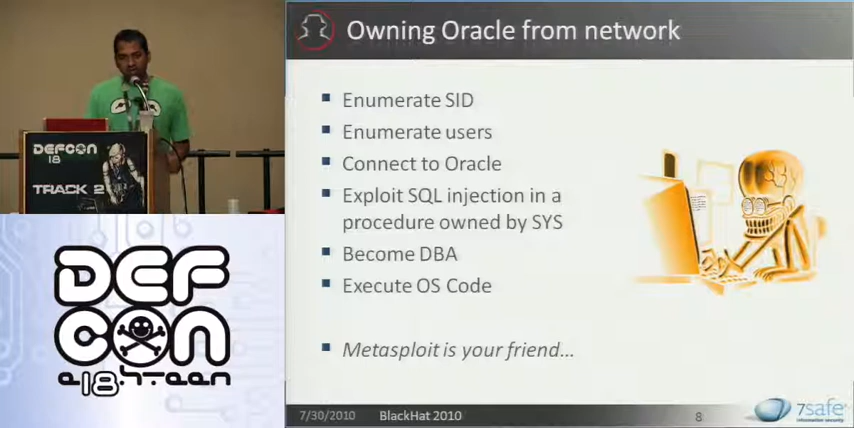 Owning Oracle from network
Enumerate SID
Enumerate users
Connect to Oracle
Exploit SQL injection in a
procedure owned by SYS
Become DBA
Execute OS Code
Metasploit is your friend...
7/30/2010 BlackHat 2010 8
7safe
information security
DEFCON
18
TRACK 2
DEF
CON
e18hteen